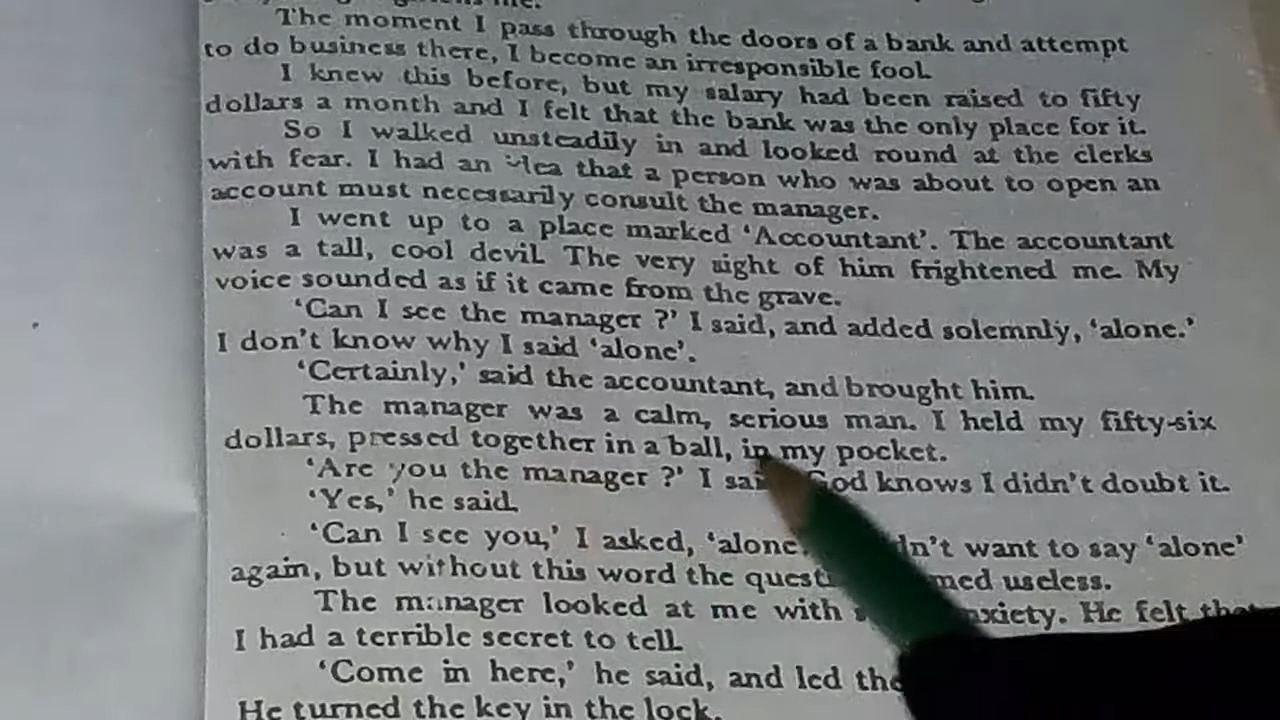 The moment I pass through the doors of a bank and attempt
to do business there, I become an irresponsible fool.
I knew this before, but my salary had been raised to fifty
dollars a month and I felt that the bank was the only place for it.
So I walked unsteadily in and looked round at the clerks
with fear. I had an idea that a person who was about to open an
account must necessarily consult the manager.
I went up to a place marked ‘Accountant’. The accountant
was a tall, cool devil. The very sight of him frightened me. My
voice sounded as if it came from the grave.
‘Can I see the manager ?’ I said, and added solemnly, ‘alone.’
I don’t know why I said ‘alone’.
‘Certainly,’ said the accountant, and brought him.
The manager was a calm, serious man. I held my fifty-six
dollars, pressed together in a ball, in my pocket.
‘Are you the manager ?’ I God knows I didn’t doubt it.
‘Yes,’ he said.
‘Can I see you,’ I asked, ‘alone want to say ‘alone’
again, but without this word the useless.
The manager looked at me with He felt that
I had a terrible secret to tell.
‘Come in here,’ he said, and led
He turned the key in the lock.